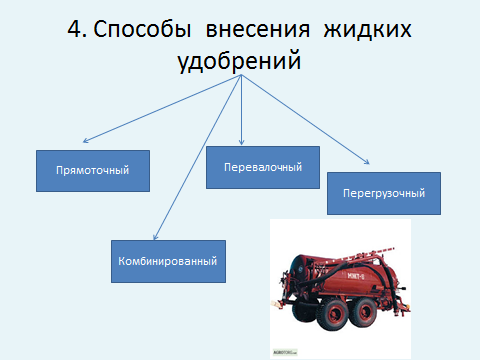 4. Способы внесения жидких
удобрений
Прямоточный
Перевалочный
Перегрузочный
Комбинированный